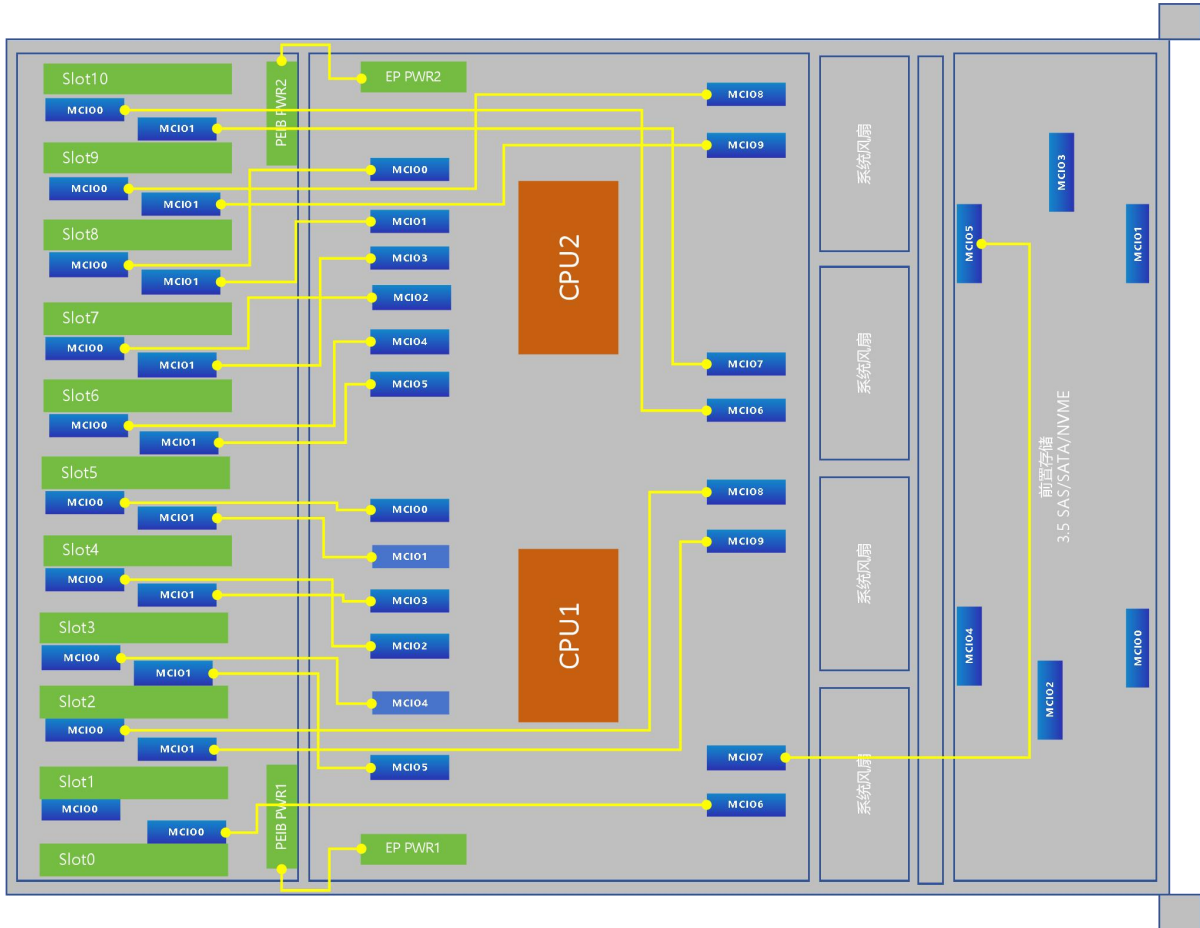 Slot10
MCIO0
MCIO1
Slot9
MCIO0
MCIO1
Slot8
MCIO0
MCIO1
Slot7
MCIO0
MCIO1
Slot6
MCIO0
MCIO1
Slot5
MCIO0
MCIO1
Slot4
MCIO0
MCIO1
Slot3
MCIO0
MCIO1
Slot2
MCIO0
MCIO1
Slot1
MCIO0
MCIO0
Slot0
PEIB PWR2
PEIB PWR1
EP PWR2
MCIO0
MCIO1
MCIO3
MCIO2
MCIO4
MCIO5
MCIO0
MCIO1
MCIO3
MCIO2
MCIO4
MCIO5
EP PWR1
CPU2
CPU1
MCIO8
MCIO9
MCIO7
MCIO6
MCIO8
MCIO9
MCIO7
MCIO6
系统风扇
系统风扇
系统风扇
系统风扇
MCIO5
MCIO4
MCIO3
MCIO2
MCIO1
MCIO0
前置存储
3.5 SAS/SATA/NVME